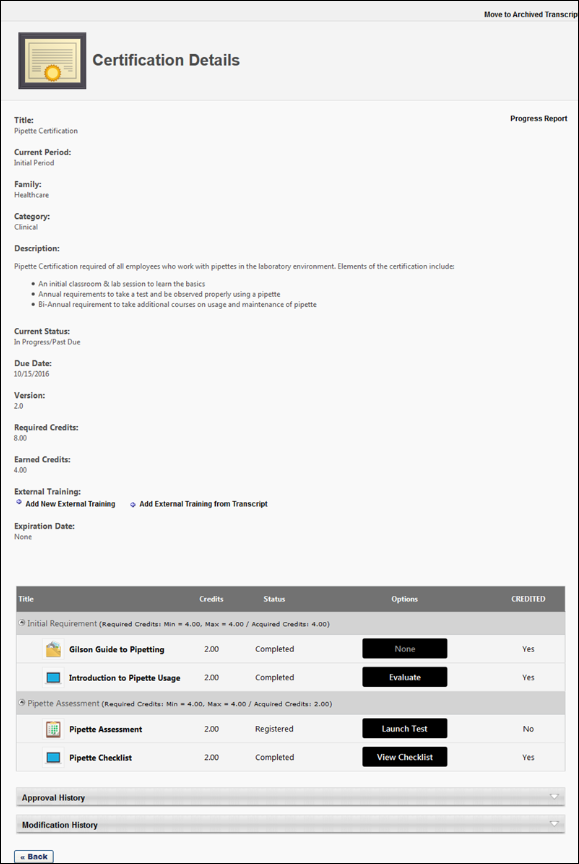 Move to Archived Transcrip
Certification Details
Title:
Progress Report
Pipette Certification
Current Period:
Initial Period
Family:
Healthcare
Category:
Clinical
Description:
Pipette Certification required of all employees who work with pipettes in the laboratory environment. Elements of the certification include:
• An initial classroom & lab session to learn the basics
• Annual requirements to take a test and be observed properly using a pipette
• Bi-Annual requirement to take additional courses on usage and maintenance of pipette
Current Status:
In Progress/Past Due
Due Date:
10/15/2016
Version:
2.0
Required Credits:
8.00
Earned Credits:
4.00
External Training:
Add New External Training Add External Training from Transcript
Expiration Date:
None
Title Credits Status Options CREDITED
Initial Requirement (Required Credits: Min = 4.00, Max = 4.00 / Acquired Credits: 4.00)
Gilson Guide to Pipetting 2.00 Completed None Yes
Introduction to Pipette Usage 2.00 Completed Evaluate Yes
Pipette Assessment (Required Credits: Min = 4.00, Max = 4.00 / Acquired Credits: 2.00)
Pipette Assessment 2.00 Registered Launch Test No
Pipette Checklist 2.00 Completed View Checklist Yes
Approval History
Modification History
« Back